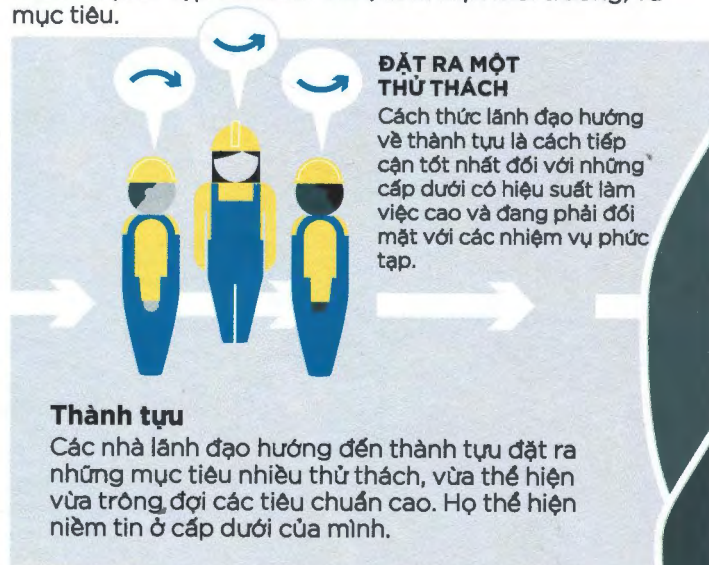 mục tiêu.
ĐẶT RA MỘT
THỬ THÁCH
Cách thức lãnh đạo hướng
về thành tựu là cách tiếp
cận tốt nhất đối với những
cấp dưới có hiệu suất làm
việc cao và đang phải đối
mặt với các nhiệm vụ phức
tạp.
Thành tựu
Các nhà lãnh đạo hướng đến thành tựu đặt ra
những mục tiêu nhiều thử thách, vừa thể hiện
vừa trông đợi các tiêu chuẩn cao. Họ thể hiện
niềm tin ở cấp dưới của mình.